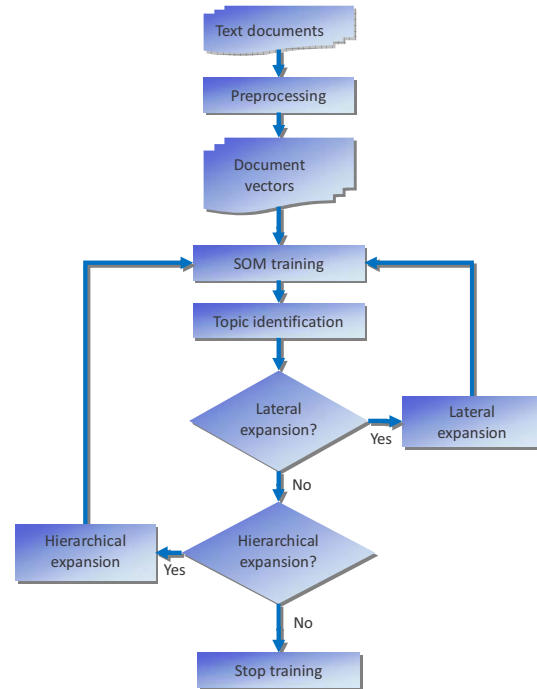 Text documents
Preprocessing
Document
vectors
SOM training
Topic identification
Lateral
expansion?
Yes
Lateral
expansion
No
Hierarchical
expansion
Yes
Hierarchical
expansion?
No
Stop training